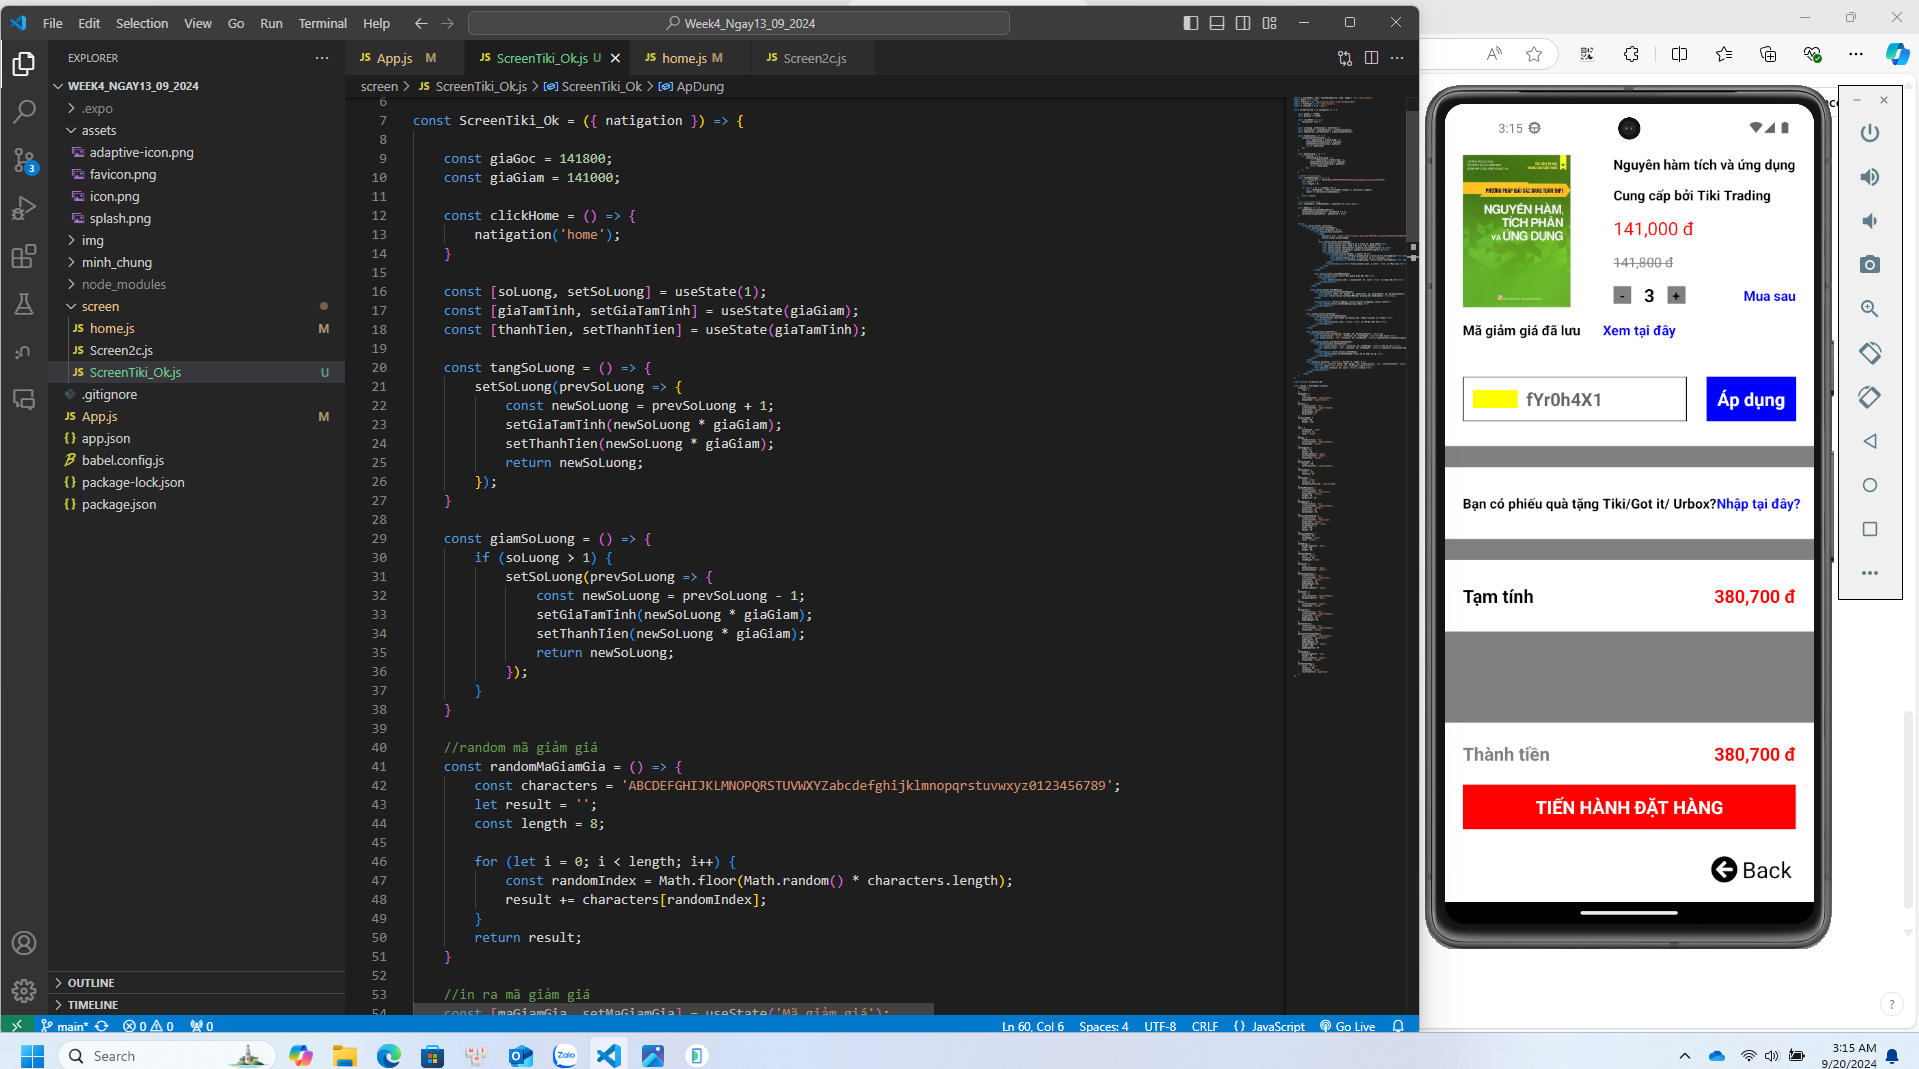 File Edit Selection View Go Run Terminal Help
Week4_Ngay13_09_2024
EXPLORER
WEEK4_NGAY13_09_2024
.expo
assets
adaptive-icon.png
favicon.png
icon.png
splash.png
img
minh_chung
node_modules
screen
home.js M
Screen2c.js
ScreenTiki_Ok.js U
.gitignore
App.js M
app.json
babel.config.js
package-lock.json
package.json
OUTLINE
TIMELINE
3
JS App.js M
JS ScreenTiki_Ok.js U
JS home.js M
JS Screen2c.js
screen > JS ScreenTiki_Ok.js > ScreenTiki_Ok > ApDung
6
7 const ScreenTiki_Ok = ({ natigation }) => {
8
9 const giaGoc = 141800;
10 const giaGiam = 141000;
11
12 const clickHome = () => {
13 natigation('home');
14 }
15
16 const [soLuong, setSoLuong] = useState(1);
17 const [giaTamTinh, setGiaTamTinh] = useState(giaGiam);
18 const [thanhTien, setThanhTien] = useState(giaTamTinh);
19
20 const tangSoLuong = () => {
21 setSoLuong(prevSoLuong => {
22 const newSoLuong = prevSoLuong + 1;
23 setGiaTamTinh(newSoLuong * giaGiam);
24 setThanhTien(newSoLuong * giaGiam);
25 return newSoLuong;
26 });
27 }
28
29 const giamSoLuong = () => {
30 if (soLuong > 1) {
31 setSoLuong(prevSoLuong => {
32 const newSoLuong = prevSoLuong - 1;
33 setGiaTamTinh(newSoLuong * giaGiam);
34 setThanhTien(newSoLuong * giaGiam);
35 return newSoLuong;
36 });
37 }
38 }
39
40 //random mã giảm giá
41 const randomMaGiamGia = () => {
42 const characters = 'ABCDEFGHIJKLMNOPQRSTUVWXYZabcdefghijklmnopqrstuvwxyz0123456789';
43 let result = '';
44 const length = 8;
45
46 for (let i = 0; i < length; i++) {
47 const randomIndex = Math.floor(Math.random() * characters.length);
48 result += characters[randomIndex];
49 }
50 return result;
51 }
52
53 //in ra mã giảm giá
54 const [maGiamGia, setMaGiamGia] = useState('Mã giảm giá');
main* 0 0 0
Ln 60, Col 6 Spaces: 4 UTF-8 CRLF {} JavaScript Go Live
3:15
NGUYÊN HÀM,
TÍCH PHÂN
VÀ ỨNG DỤNG
Nguyên hàm tích và ứng dụng
Cung cấp bởi Tiki Trading
141,000 đ
141,800 đ
- 3 + Mua sau
Mã giảm giá đã lưu Xem tại đây
fYr0h4X1 Áp dụng
Bạn có phiếu quà tặng Tiki/Got it/ Urbox?Nhập tại đây?
Tạm tính 380,700 đ
Thành tiền 380,700 đ
TIẾN HÀNH ĐẶT HÀNG
Back
Search
Zalo
3:15 AM
9/20/2024